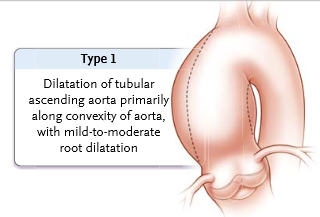 Type 1
Dilatation of tubular
ascending aorta primarily
along convexity of aorta,
with mild-to-moderate
root dilatation